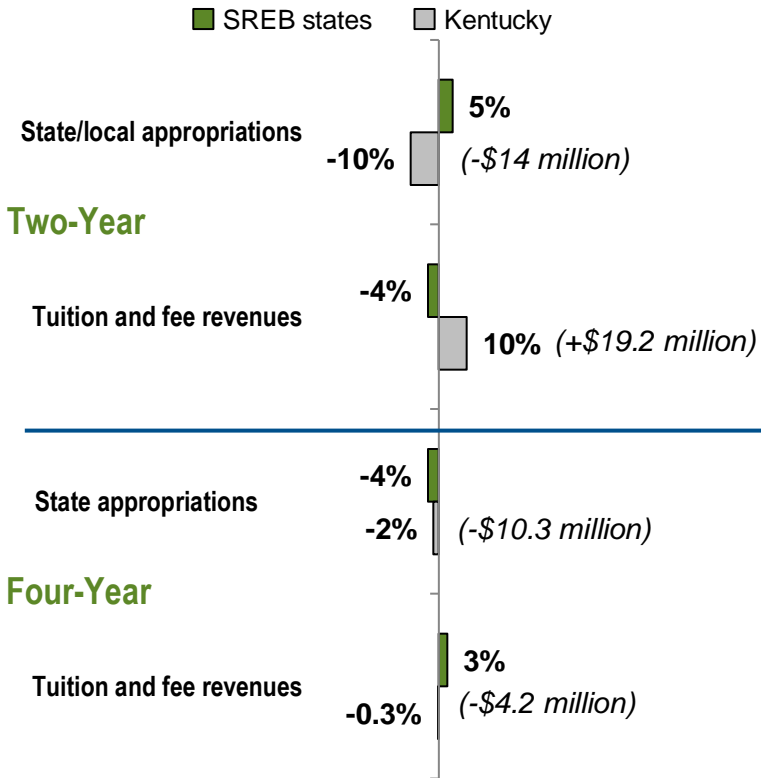 SREB states Kentucky
5%
State/local appropriations
-10% (-$14 million)
Two-Year
-4%
Tuition and fee revenues
10% (+$19.2 million)
-4%
State appropriations
-2% (-$10.3 million)
Four-Year
3%
Tuition and fee revenues
-0.3% (-$4.2 million)